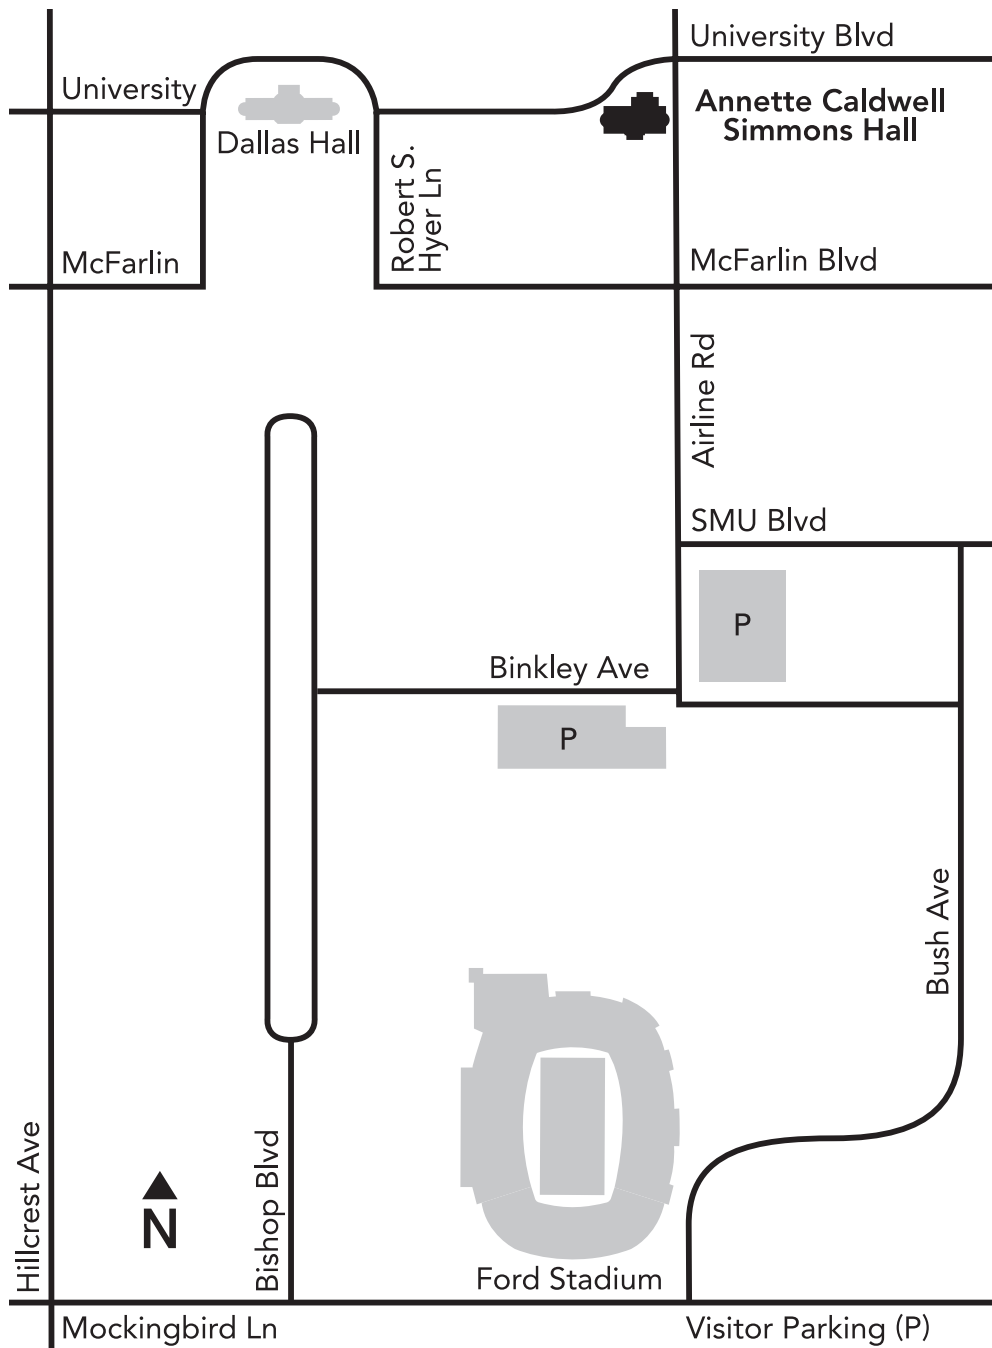 University Blvd
University
Annette Caldwell
Simmons Hall
Dallas Hall
Robert S.
Hyer Ln
McFarlin
McFarlin Blvd
Airline Rd
SMU Blvd
P
Binkley Ave
P
Bush Ave
Hillcrest Ave
N
Bishop Blvd
Ford Stadium
Mockingbird Ln
Visitor Parking (P)